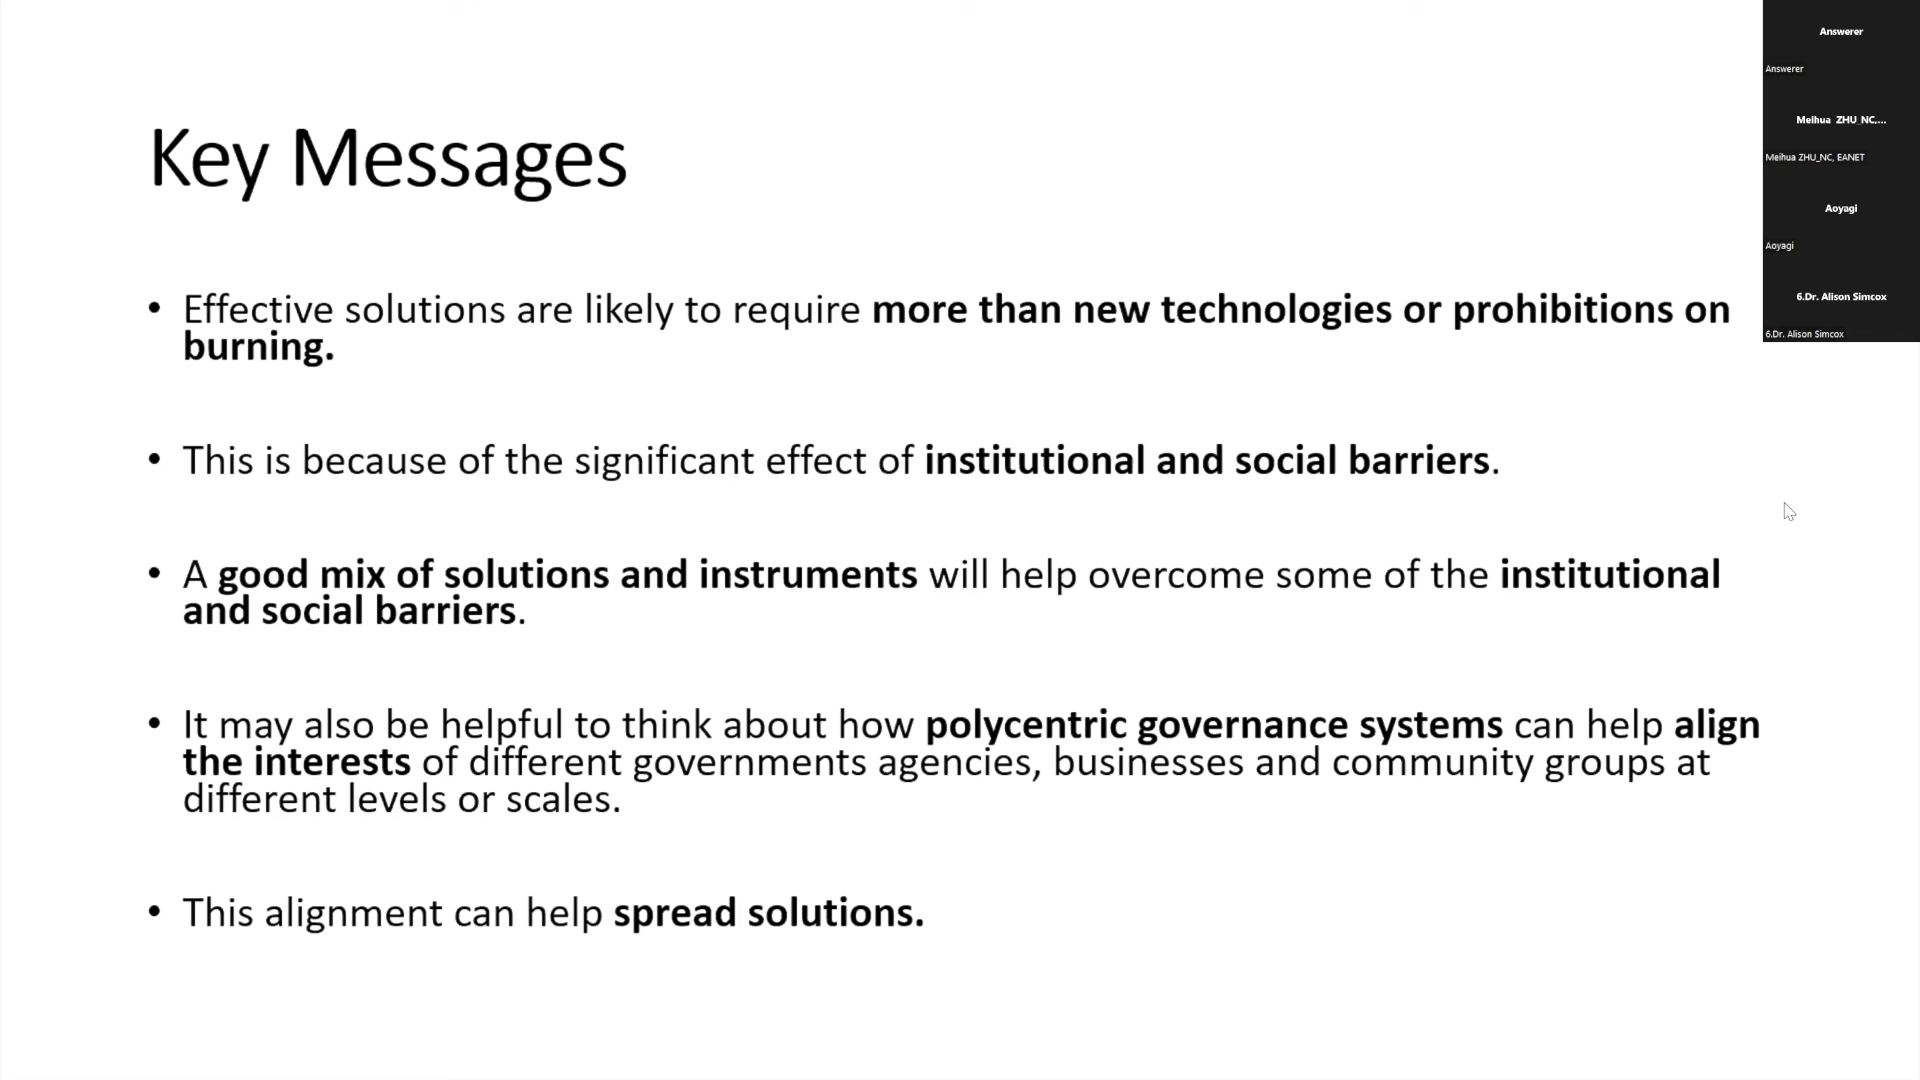 Key Messages
• Effective solutions are likely to require more than new technologies or prohibitions on
burning.
• This is because of the significant effect of institutional and social barriers.
• A good mix of solutions and instruments will help overcome some of the institutional
and social barriers.
• It may also be helpful to think about how polycentric governance systems can help align
the interests of different governments agencies, businesses and community groups at
different levels or scales.
• This alignment can help spread solutions.
Answerer
Answerer
Meihua ZHU_NC,...
Meihua ZHU_NC, EANET
Aoyagi
Aoyagi
6.Dr. Alison Simcox
6.Dr. Alison Simcox